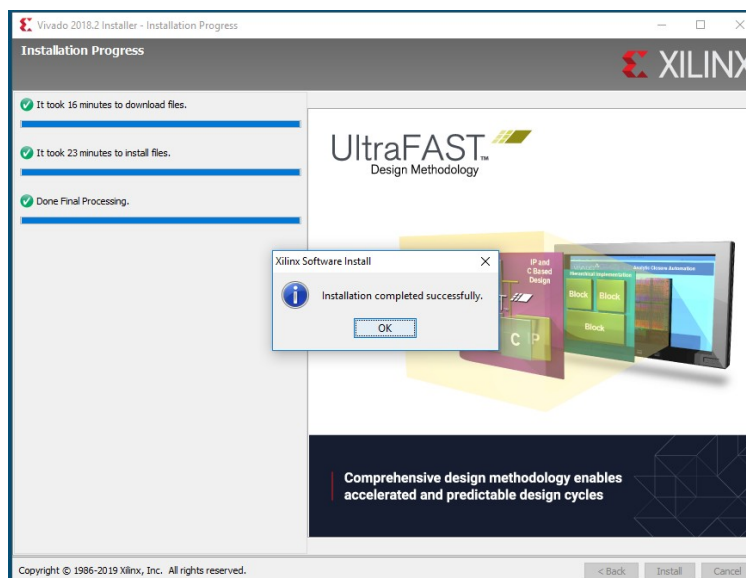 Vivado 2018.2 Installer - Installation Progress
Installation Progress
XILINX
It took 16 minutes to download files.
It took 23 minutes to install files.
Done Final Processing.
UltraFAST™
Design Methodology
IP and
C Based
Design
C
IP
Block
Block
Block
Xilinx Software Install
Installation completed successfully.
OK
Comprehensive design methodology enables
accelerated and predictable design cycles
Copyright © 1986-2019 Xilinx, Inc. All rights reserved.
< Back
Install
Cancel